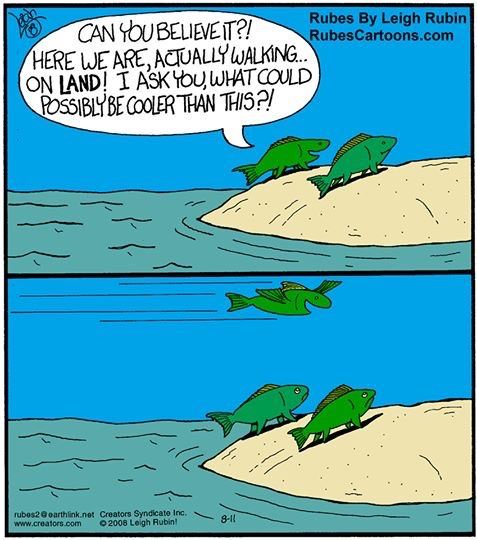 Rubes By Leigh Rubin
RubesCartoons.com
CAN YOU BELIEVE IT?!
HERE WE ARE, ACTUALLY WALKING...
ON LAND! I ASK YOU, WHAT COULD
POSSIBLY BE COOLER THAN THIS?!
rubes2@earthlink.net Creators Syndicate Inc.
www.creators.com © 2008 Leigh Rubin!
8-11